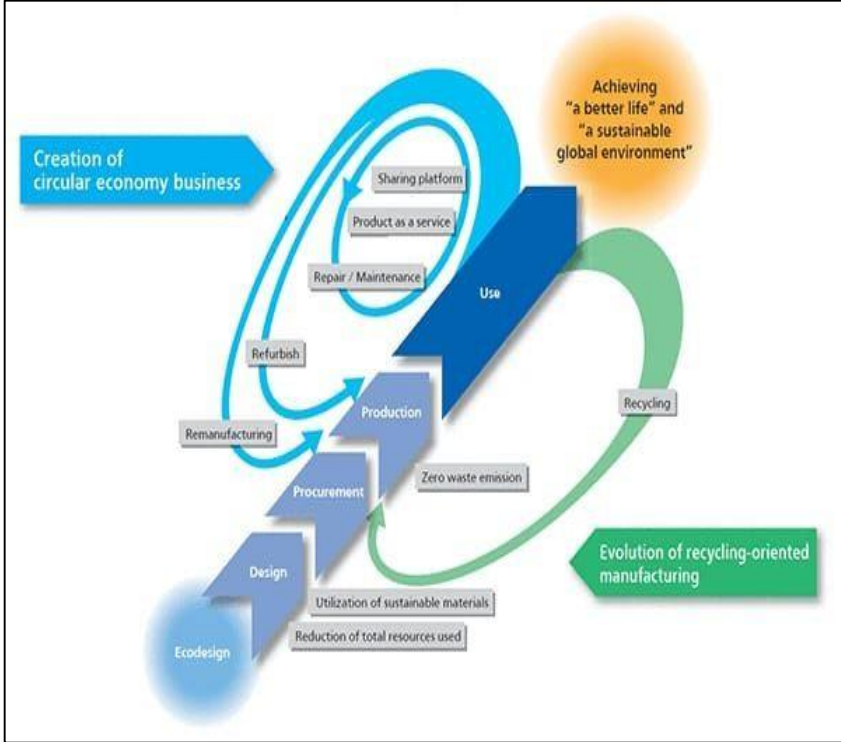 Achieving
"a better life" and
"a sustainable
global environment"
Creation of
circular economy business
Sharing platform
Product as a service
Repair / Maintenance
Use
Refurbish
Recycling
Production
Remanufacturing
Zero waste emission
Procurement
Evolution of recycling-oriented
manufacturing
Design
Utilization of sustainable materials
Reduction of total resources used
Ecodesign